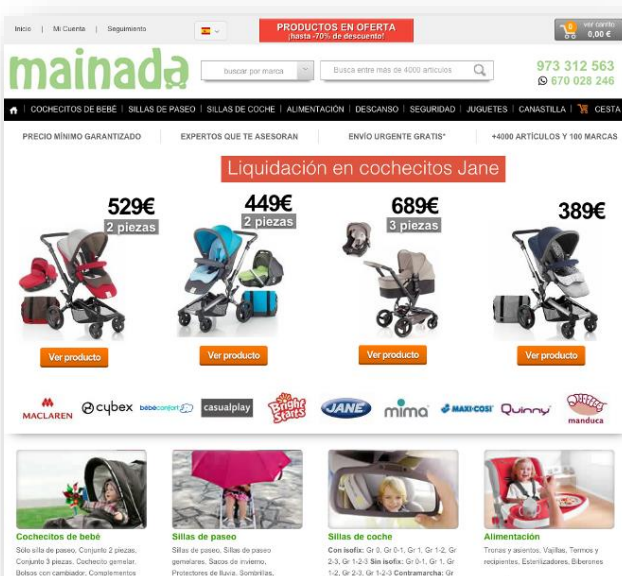 Inicio | Mi Cuenta | Seguimiento
PRODUCTOS EN OFERTA
¡hasta -70% de descuento!
0
ver carrito
0,00 €
mainada
buscar por marca
Busca entre más de 4000 artículos
973 312 563
670 028 246
COCHECITOS DE BEBÉ | SILLAS DE PASEO | SILLAS DE COCHE | ALIMENTACIÓN | DESCANSO | SEGURIDAD | JUGUETES | CANASTILLA | CESTA
PRECIO MÍNIMO GARANTIZADO
EXPERTOS QUE TE ASESORAN
ENVÍO URGENTE GRATIS*
+4000 ARTÍCULOS Y 100 MARCAS
Liquidación en cochecitos Jane
529€
2 piezas
449€
2 piezas
689€
3 piezas
389€
Ver producto
Ver producto
Ver producto
Ver producto
MACLAREN
cybex
bébéconfort
casualplay
Bright Starts
JANÉ
mima
MAXI-COSI
Quinny
manduca
Cochecitos de bebé
Sólo silla de paseo, Conjunto 2 piezas,
Conjunto 3 piezas, Cochecito gemelar,
Bolsos con cambiador, Complementos
Sillas de paseo
Sillas de paseo, Sillas de paseo
gemelares, Sacos de invierno,
Protectores de lluvia, Sombrillas,
Sillas de coche
Con isofix: Gr 0, Gr 0-1, Gr 1, Gr 1-2, Gr
2-3, Gr 1-2-3 Sin isofix: Gr 0-1, Gr 1, Gr
1-2, Gr 2-3, Gr 1-2-3 Contramarcha: Gr
Alimentación
Tronas y asientos, Vajillas, Termos y
recipientes, Esterilizadores, Biberones